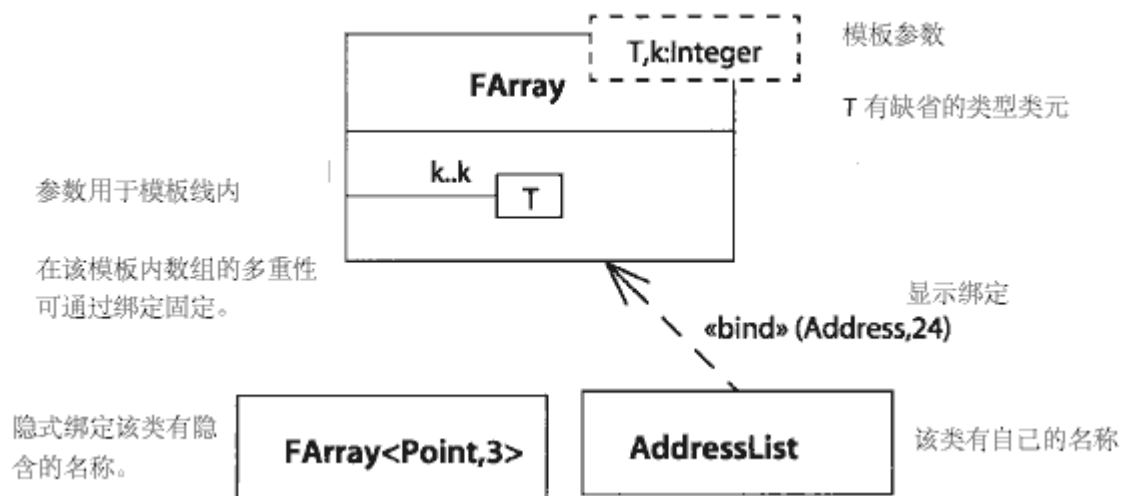 T,k:Integer
模板参数
FArray
T 有缺省的类型类元
k..k
T
参数用于模板线内
在该模板内数组的多重性
可通过绑定固定。
显示绑定
«bind» (Address,24)
隐式绑定该类有隐
含的名称。
FArray<Point,3>
AddressList
该类有自己的名称